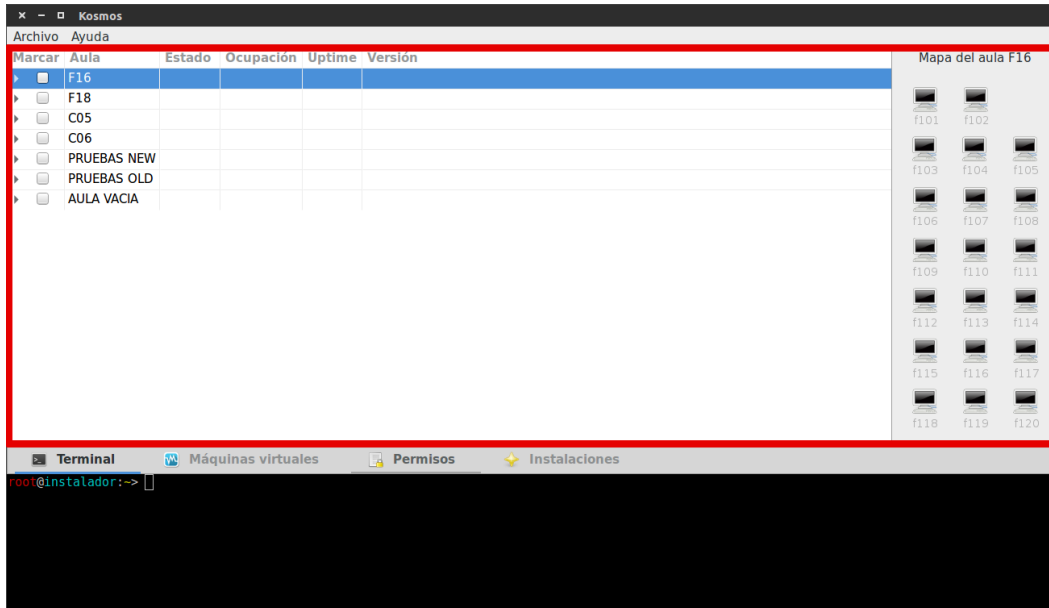 Kosmos
Archivo Ayuda
Marcar Aula Estado Ocupación Uptime Versión
F16
F18
C05
C06
PRUEBAS NEW
PRUEBAS OLD
AULA VACIA
Mapa del aula F16
f101 f102
f103 f104 f105
f106 f107 f108
f109 f110 f111
f112 f113 f114
f115 f116 f117
f118 f119 f120
Terminal Máquinas virtuales Permisos Instalaciones
root@instalador:~>